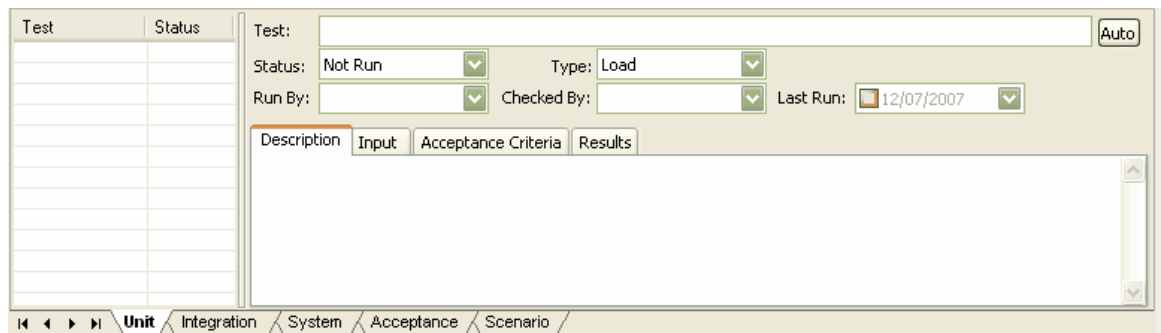 Test Status Test: Auto
Status: Not Run Type: Load
Run By: Checked By: Last Run: 12/07/2007
Description Input Acceptance Criteria Results
Unit Integration System Acceptance Scenario